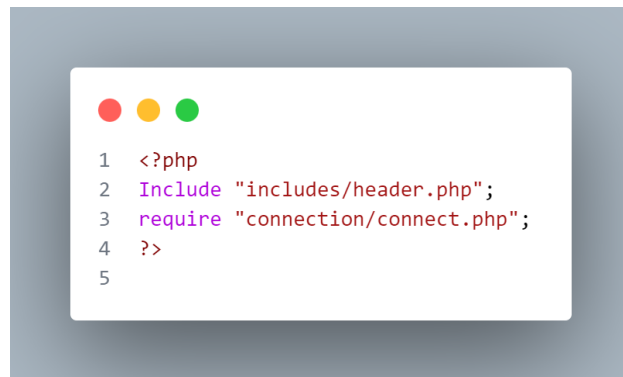 1 <?php
2 Include "includes/header.php";
3 require "connection/connect.php";
4 ?>
5